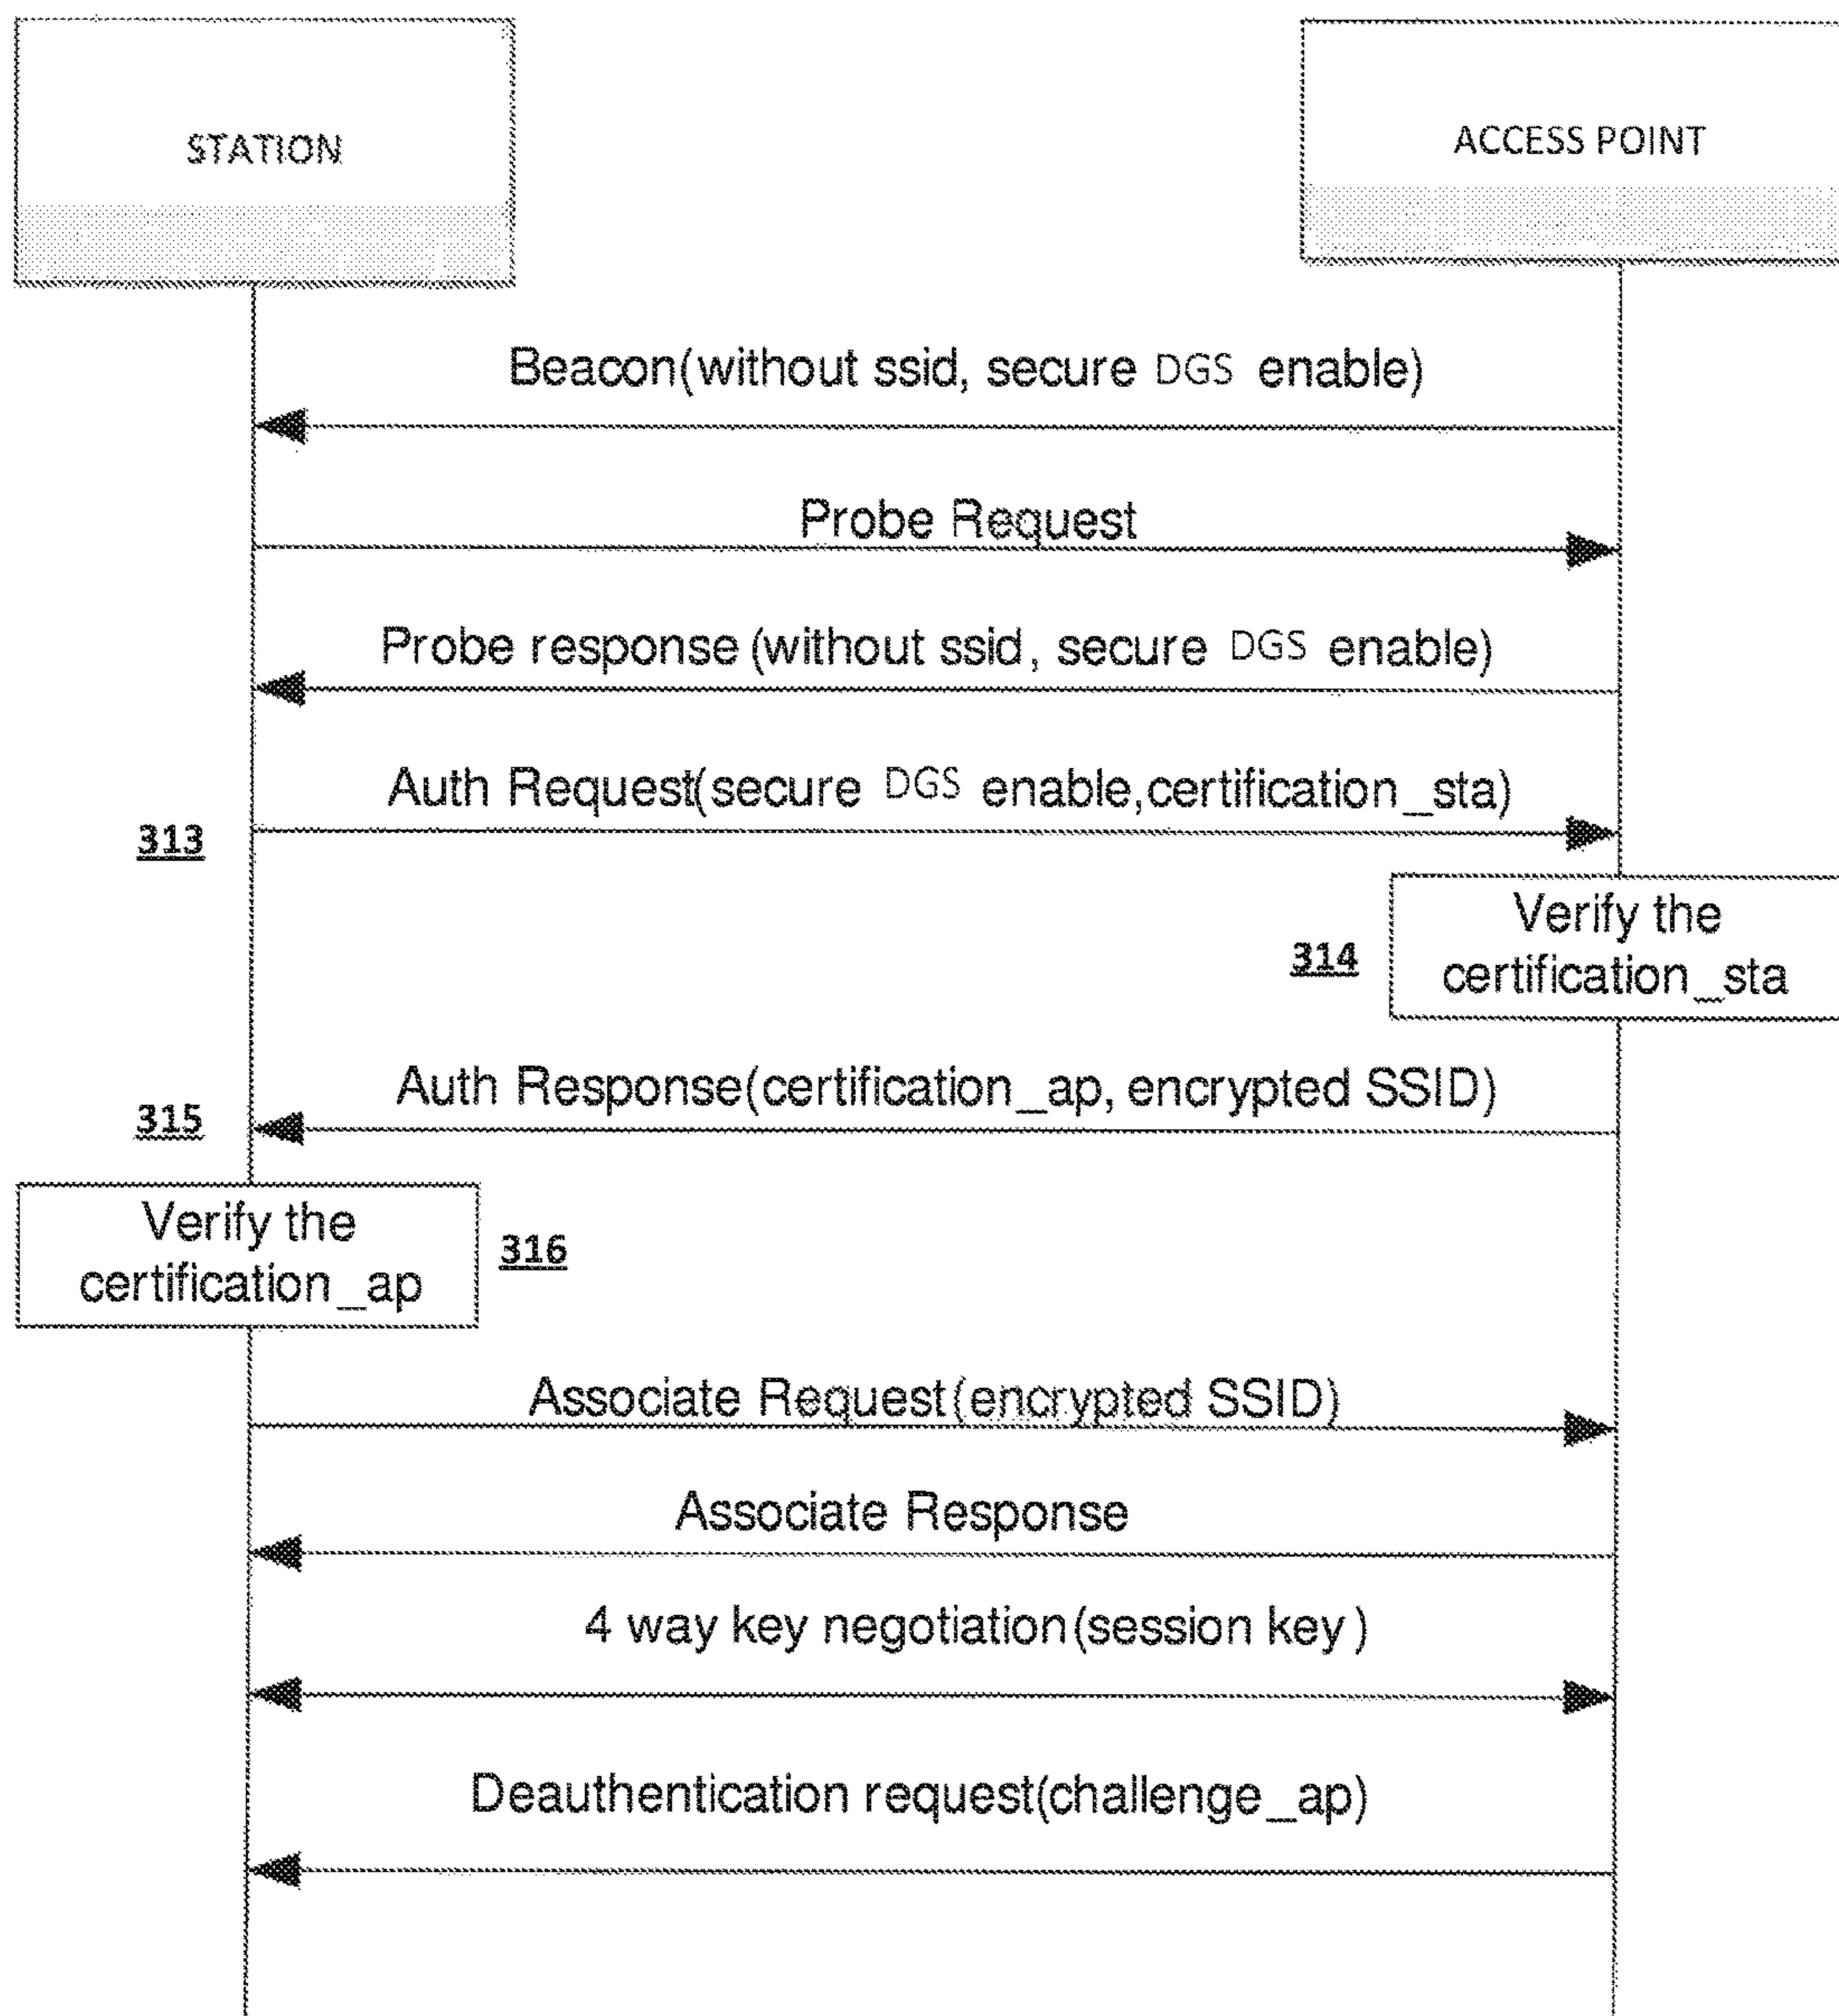 STATION
ACCESS POINT
Beacon(without ssid, secure DGS enable)
Probe Request
Probe response (without ssid, secure DGS enable)
Auth Request(secure DGS enable,certification_sta)
313
Verify the
certification_sta
314
Auth Response(certification_ap, encrypted SSID)
315
Verify the
certification_ap
316
Associate Request(encrypted SSID)
Associate Response
4 way key negotiation(session key)
Deauthentication request(challenge_ap)